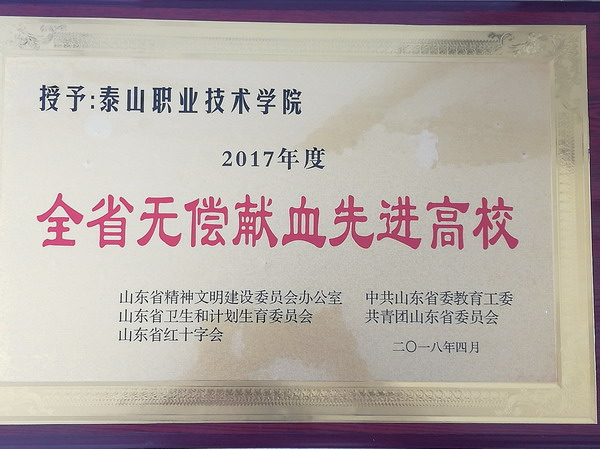 授予:泰山职业技术学院
2017年度
全省无偿献血先进高校
山东省精神文明建设委员会办公室 中共山东省委教育工委
山东省卫生和计划生育委员会 共青团山东省委员会
山东省红十字会
二〇一八年四月